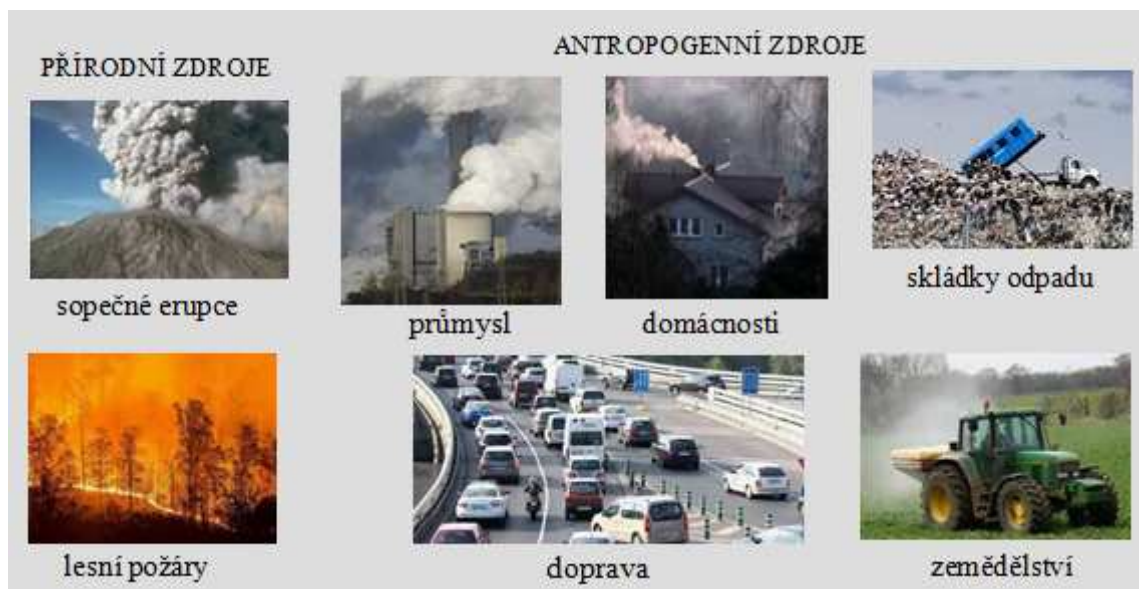 PŘÍRODNÍ ZDROJE
ANTROPOGENNÍ ZDROJE
sopečné erupce
průmysl
domácnosti
skládky odpadu
lesní požáry
doprava
zemědělství